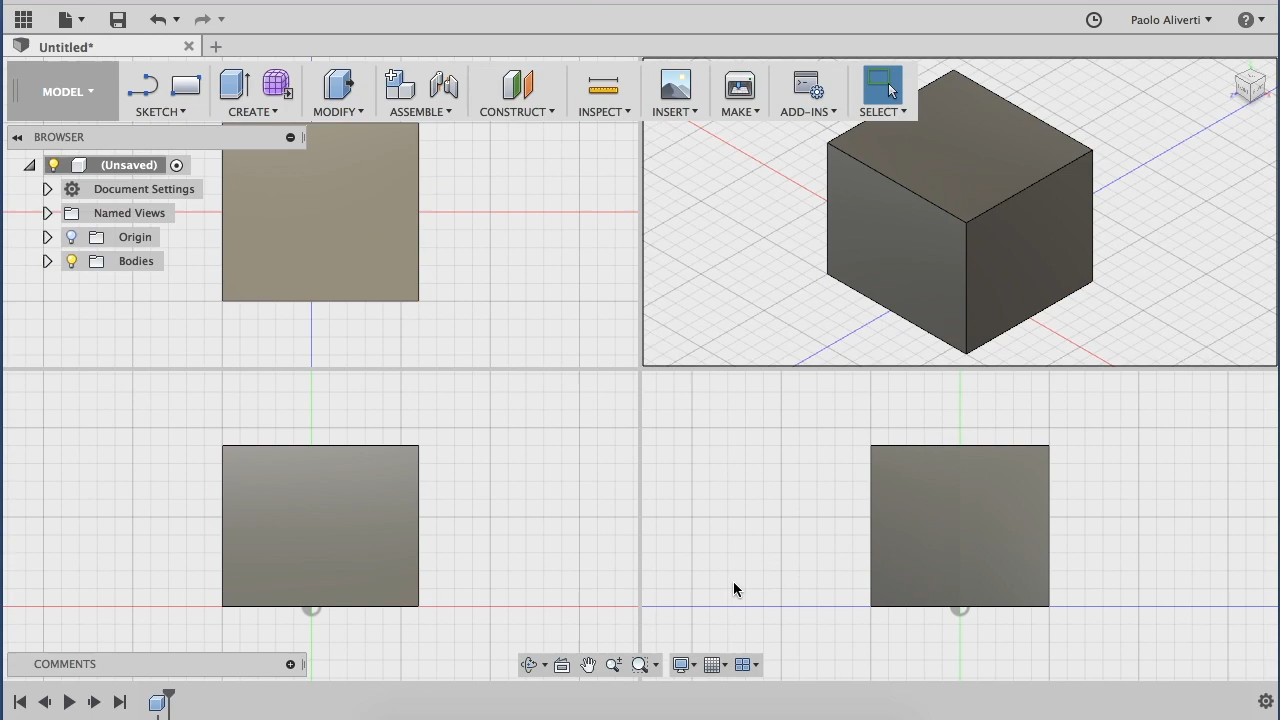 Paolo Aliverti
Untitled*
MODEL
SKETCH
CREATE
MODIFY
ASSEMBLE
CONSTRUCT
INSPECT
INSERT
MAKE
ADD-INS
SELECT
BROWSER
(Unsaved)
Document Settings
Named Views
Origin
Bodies
COMMENTS